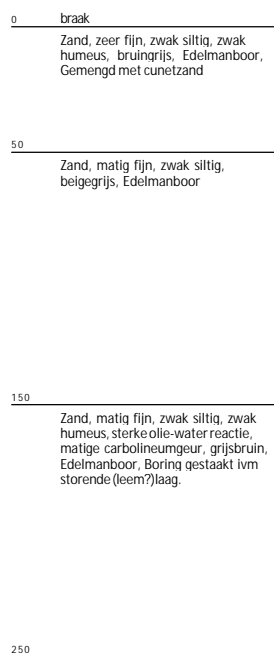 0 braak
Zand, zeer fijn, zwak siltig, zwak
humeus, bruingrijs, Edelmanboor,
Gemengd met cunetzand
50
Zand, matig fijn, zwak siltig,
beigegrijs, Edelmanboor
150
Zand, matig fijn, zwak siltig, zwak
humeus, sterke olie-water reactie,
matige carbolineumgeur, grijsbruin,
Edelmanboor, Boring gestaakt ivm
storende (leem?)laag.
250